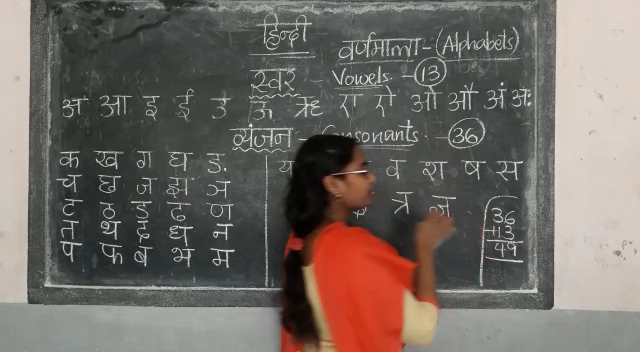 हिन्दी
वर्णमाला - (Alphabets)
स्वर - Vowels - 13
अ आ इ ई उ ऊ ऋ ए ऐ ओ औ अं अः
व्यंजन - Consonants - 36
क ख ग घ ङ य व श ष स
च छ ज झ ञ त्र ज्ञ
ट ठ ड ढ ण 36
त थ द ध न +13
प फ ब भ म 49